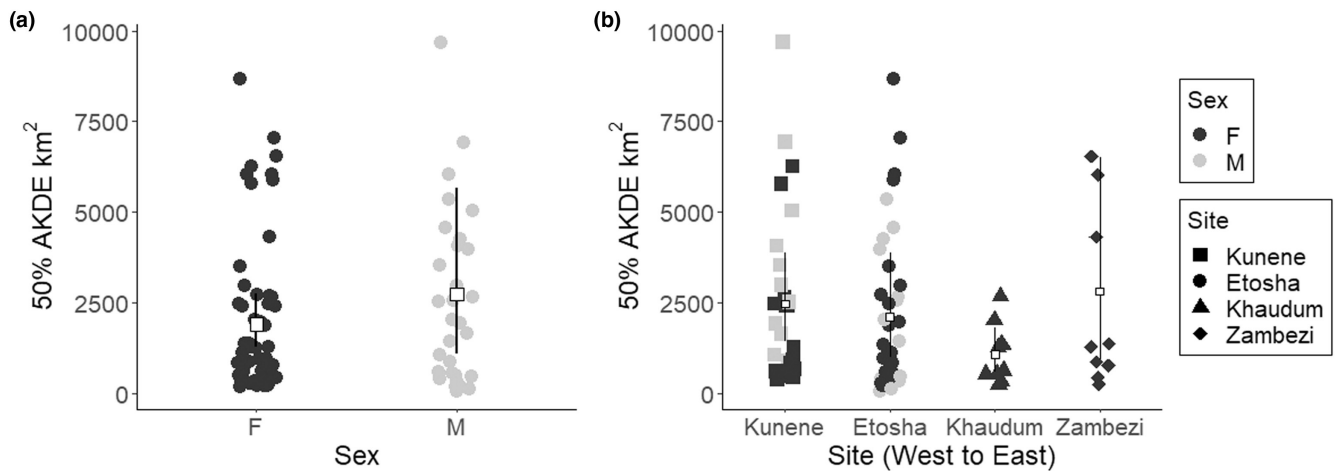 (a)
10000
7500
5000
2500
0
50% AKDE km²
F
M
Sex
(b)
10000
7500
5000
2500
0
50% AKDE km²
Kunene
Etosha
Khaudum
Zambezi
Site (West to East)
Sex
F
M
Site
Kunene
Etosha
Khaudum
Zambezi